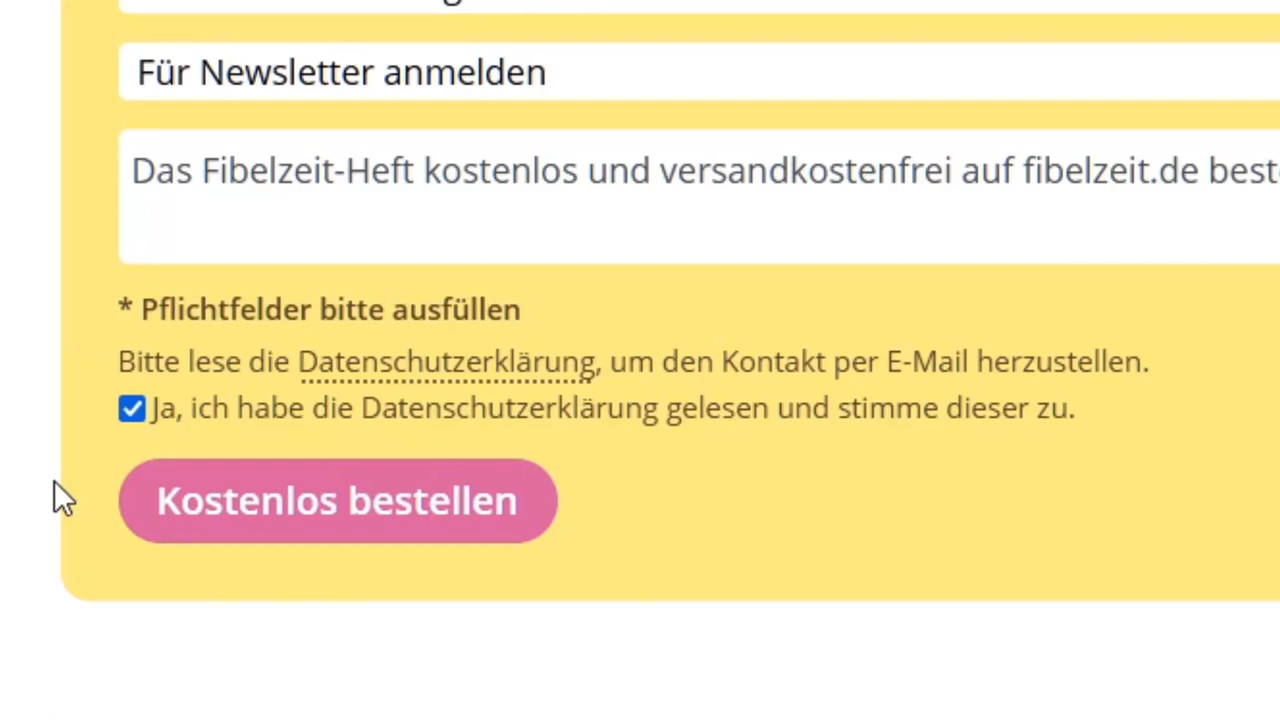 Für Newsletter anmelden
Das Fibelzeit-Heft kostenlos und versandkostenfrei auf fibelzeit.de
* Pflichtfelder bitte ausfüllen
Bitte lese die Datenschutzerklärung, um den Kontakt per E-Mail herzustellen.
Ja, ich habe die Datenschutzerklärung gelesen und stimme dieser zu.
Kostenlos bestellen